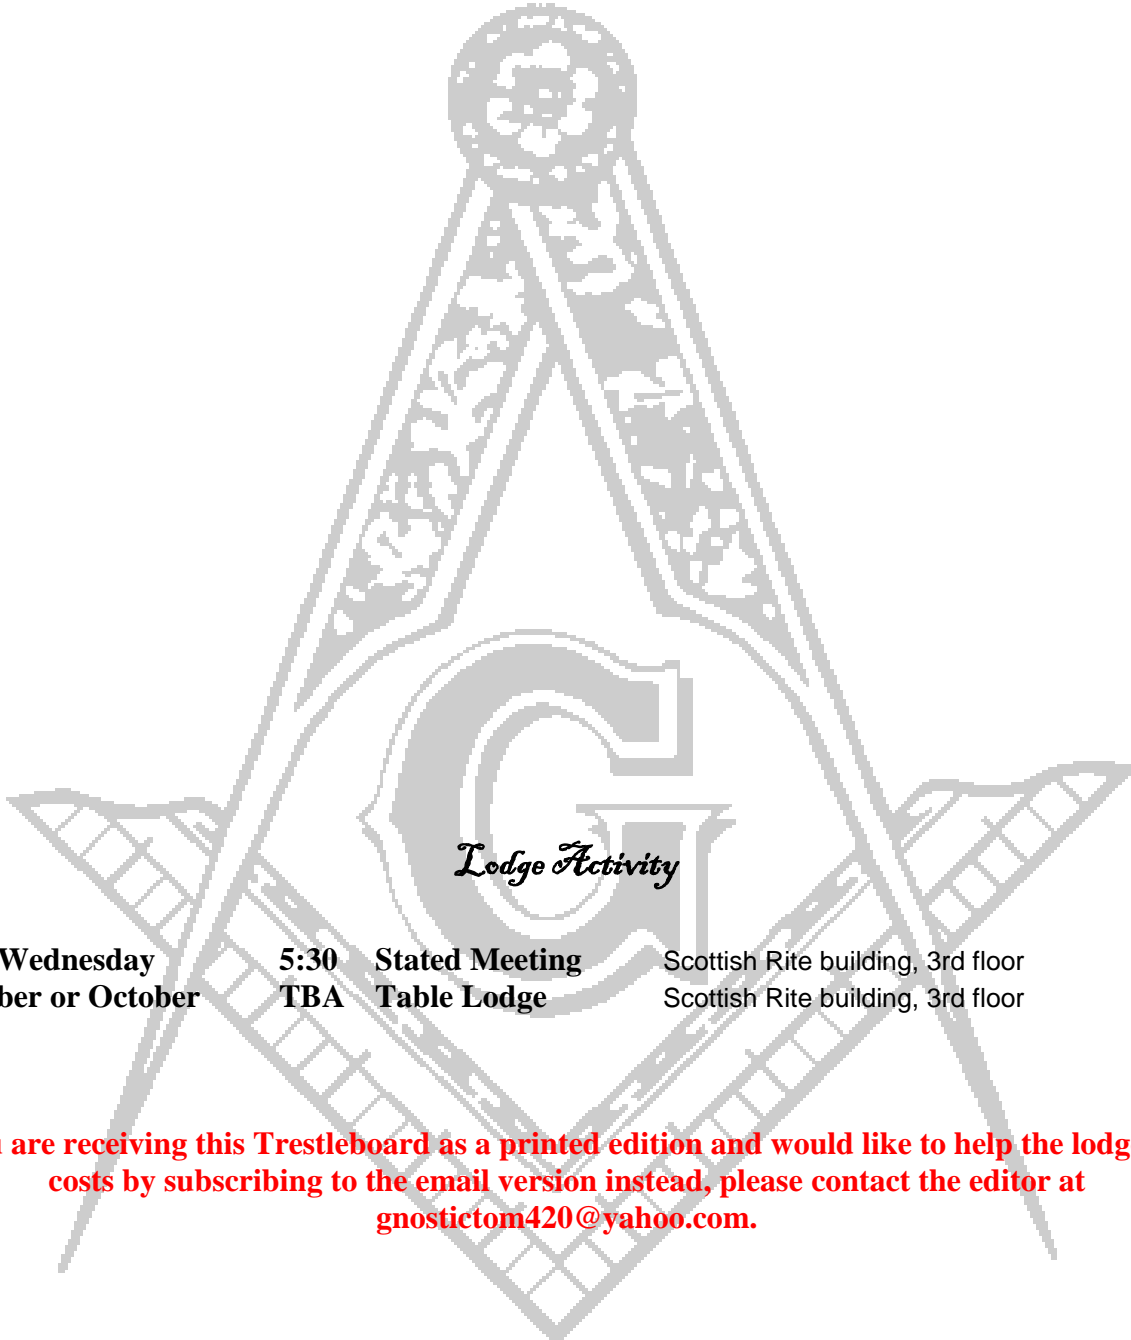 G
Lodge Activity
Wednesday 5:30 Stated Meeting Scottish Rite building, 3rd floor
ber or October TBA Table Lodge Scottish Rite building, 3rd floor
are receiving this Trestleboard as a printed edition and would like to help the lodg
costs by subscribing to the email version instead, please contact the editor at
gnostictom420@yahoo.com.